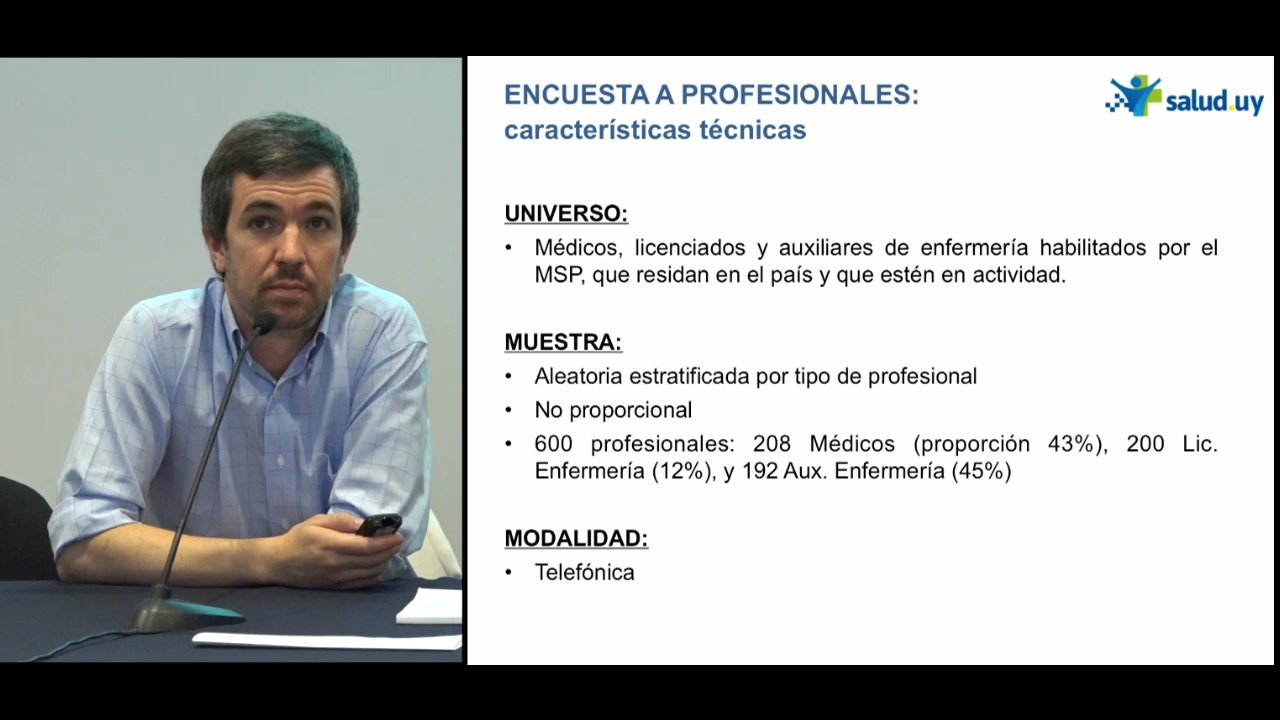 ENCUESTA A PROFESIONALES:
características técnicas
salud.uy
UNIVERSO:
• Médicos, licenciados y auxiliares de enfermería habilitados por el
MSP, que residan en el país y que estén en actividad.
MUESTRA:
• Aleatoria estratificada por tipo de profesional
• No proporcional
• 600 profesionales: 208 Médicos (proporción 43%), 200 Lic.
Enfermería (12%), y 192 Aux. Enfermería (45%)
MODALIDAD:
• Telefónica